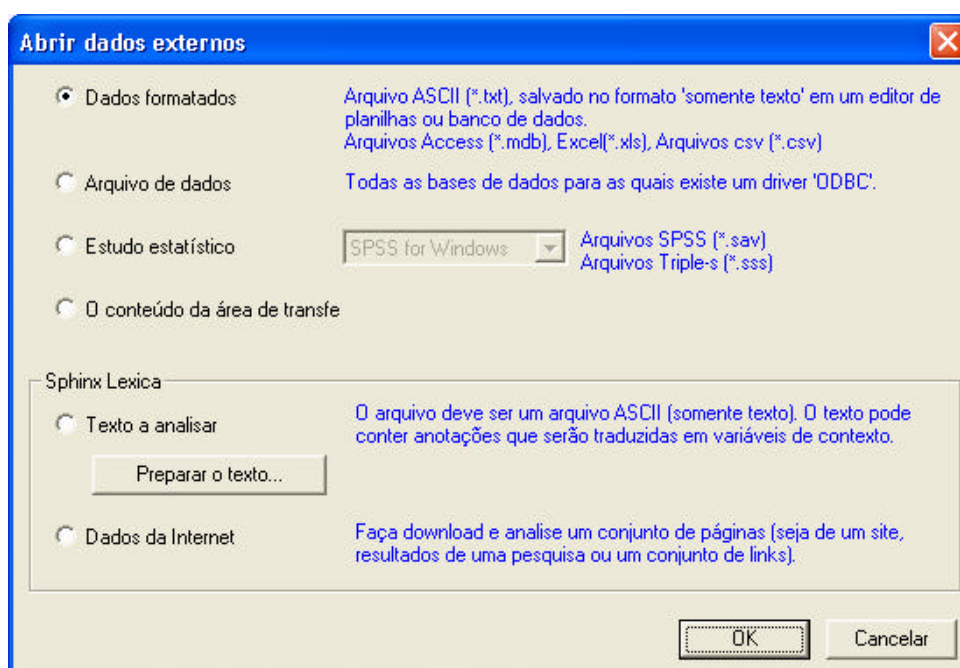 Abrir dados externos
Dados formatados
Arquivo ASCII (*.txt), salvado no formato 'somente texto' em um editor de
planilhas ou banco de dados.
Arquivos Access (*.mdb), Excel(*.xls), Arquivos csv (*.csv)
Arquivo de dados
Todas as bases de dados para as quais existe um driver 'ODBC'.
Estudo estatístico
SPSS for Windows
Arquivos SPSS (*.sav)
Arquivos Triple-s (*.sss)
O conteúdo da área de transfe
Sphinx Lexica
Texto a analisar
O arquivo deve ser um arquivo ASCII (somente texto). O texto pode
conter anotações que serão traduzidas em variáveis de contexto.
Preparar o texto...
Dados da Internet
Faça download e analise um conjunto de páginas (seja de um site,
resultados de uma pesquisa ou um conjunto de links).
OK
Cancelar